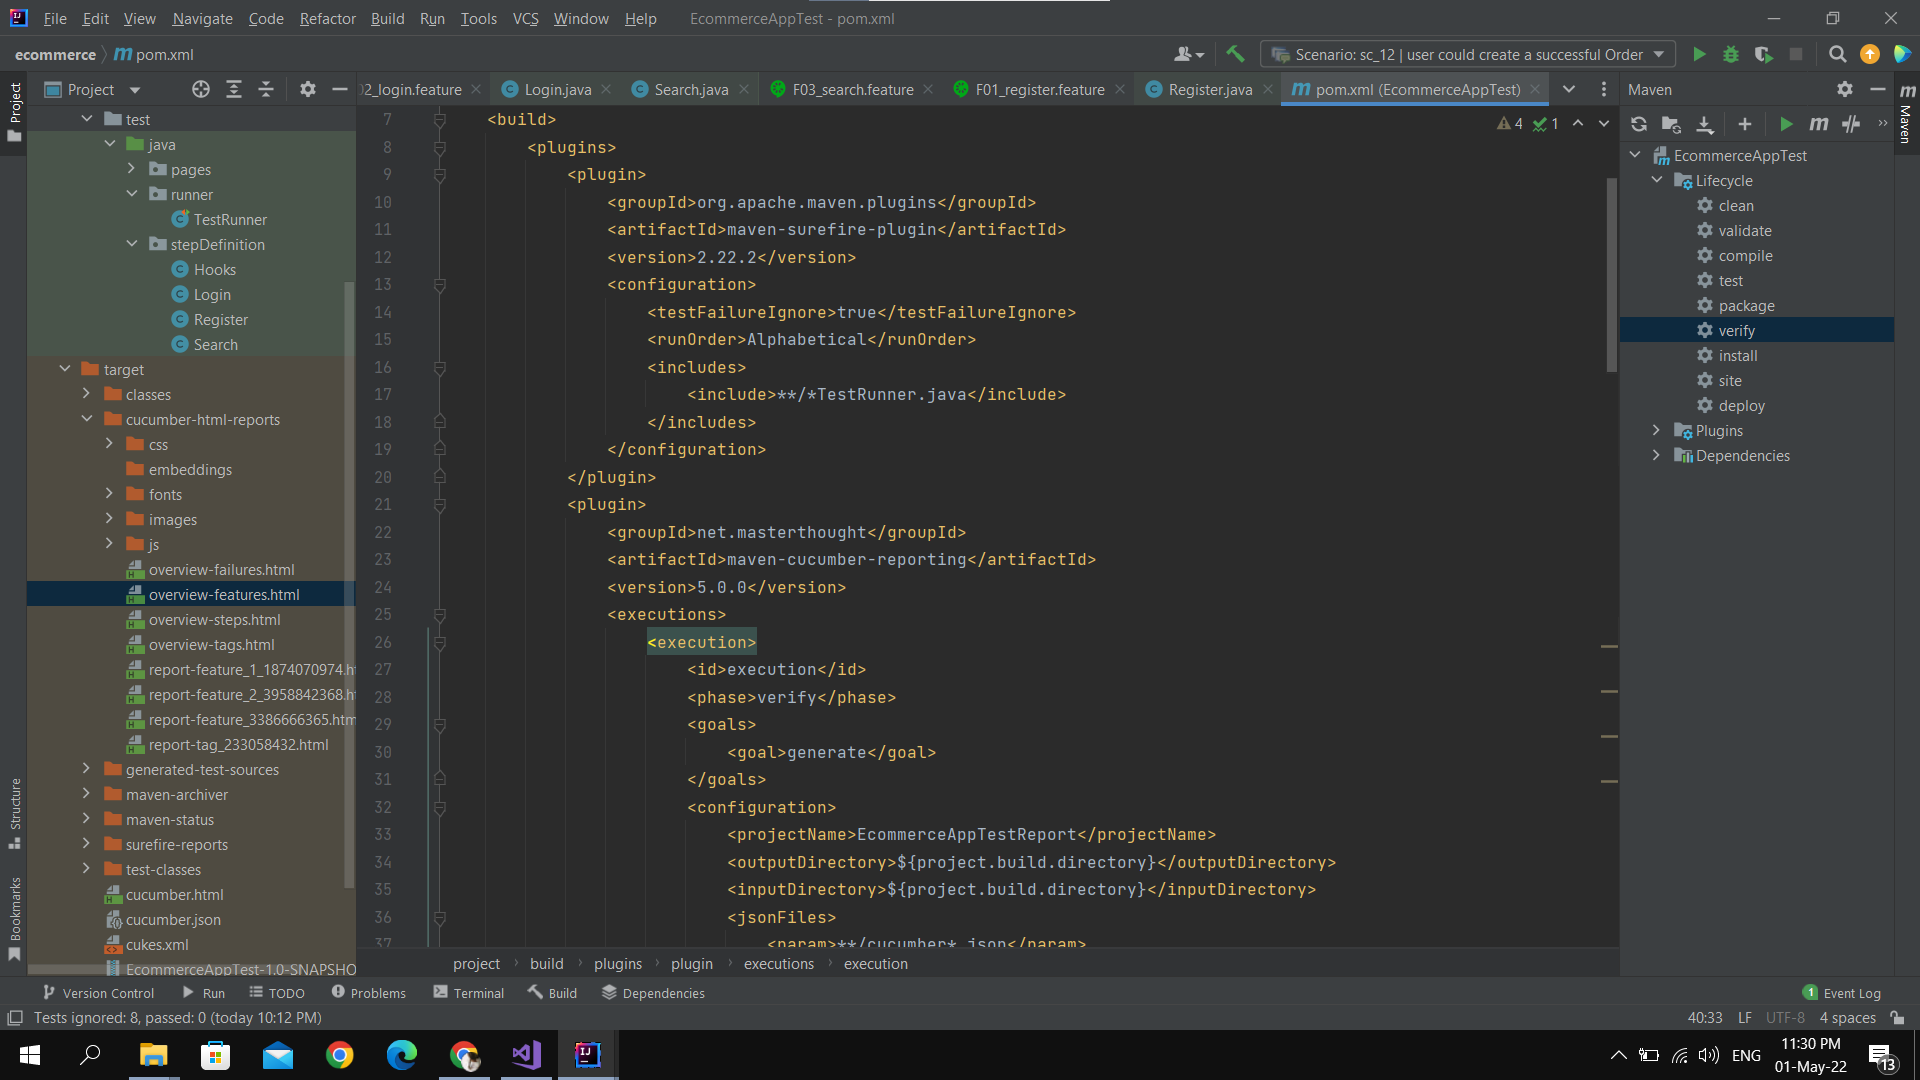 File Edit View Navigate Code Refactor Build Run Tools VCS Window Help EcommerceAppTest - pom.xml
ecommerce pom.xml
Scenario: sc_12 | user could create a successful Order
Project
02_login.feature Login.java Search.java F03_search.feature F01_register.feature Register.java pom.xml (EcommerceAppTest)
Maven
Project
Structure
Bookmarks
test
java
pages
runner
TestRunner
stepDefinition
Hooks
Login
Register
Search
target
classes
cucumber-html-reports
css
embeddings
fonts
images
js
overview-failures.html
overview-features.html
overview-steps.html
overview-tags.html
report-feature_1_1874070974.h
report-feature_2_3958842368.h
report-feature_3386666365.htm
report-tag_233058432.html
generated-test-sources
maven-archiver
maven-status
surefire-reports
test-classes
cucumber.html
cucumber.json
cukes.xml
EcommerceAppTest-1.0-SNAPSHO
4 1
7 <build>
8 <plugins>
9 <plugin>
10 <groupId>org.apache.maven.plugins</groupId>
11 <artifactId>maven-surefire-plugin</artifactId>
12 <version>2.22.2</version>
13 <configuration>
14 <testFailureIgnore>true</testFailureIgnore>
15 <runOrder>Alphabetical</runOrder>
16 <includes>
17 <include>**/*TestRunner.java</include>
18 </includes>
19 </configuration>
20 </plugin>
21 <plugin>
22 <groupId>net.masterthought</groupId>
23 <artifactId>maven-cucumber-reporting</artifactId>
24 <version>5.0.0</version>
25 <executions>
26 <execution>
27 <id>execution</id>
28 <phase>verify</phase>
29 <goals>
30 <goal>generate</goal>
31 </goals>
32 <configuration>
33 <projectName>EcommerceAppTestReport</projectName>
34 <outputDirectory>${project.build.directory}</outputDirectory>
35 <inputDirectory>${project.build.directory}</inputDirectory>
36 <jsonFiles>
37 <param>**/cucumber*.json</param>
project build plugins plugin executions execution
EcommerceAppTest
Lifecycle
clean
validate
compile
test
package
verify
install
site
deploy
Plugins
Dependencies
Maven
Version Control Run TODO Problems Terminal Build Dependencies
1 Event Log
Tests ignored: 8, passed: 0 (today 10:12 PM)
40:33 LF UTF-8 4 spaces
ENG
11:30 PM
01-May-22
13